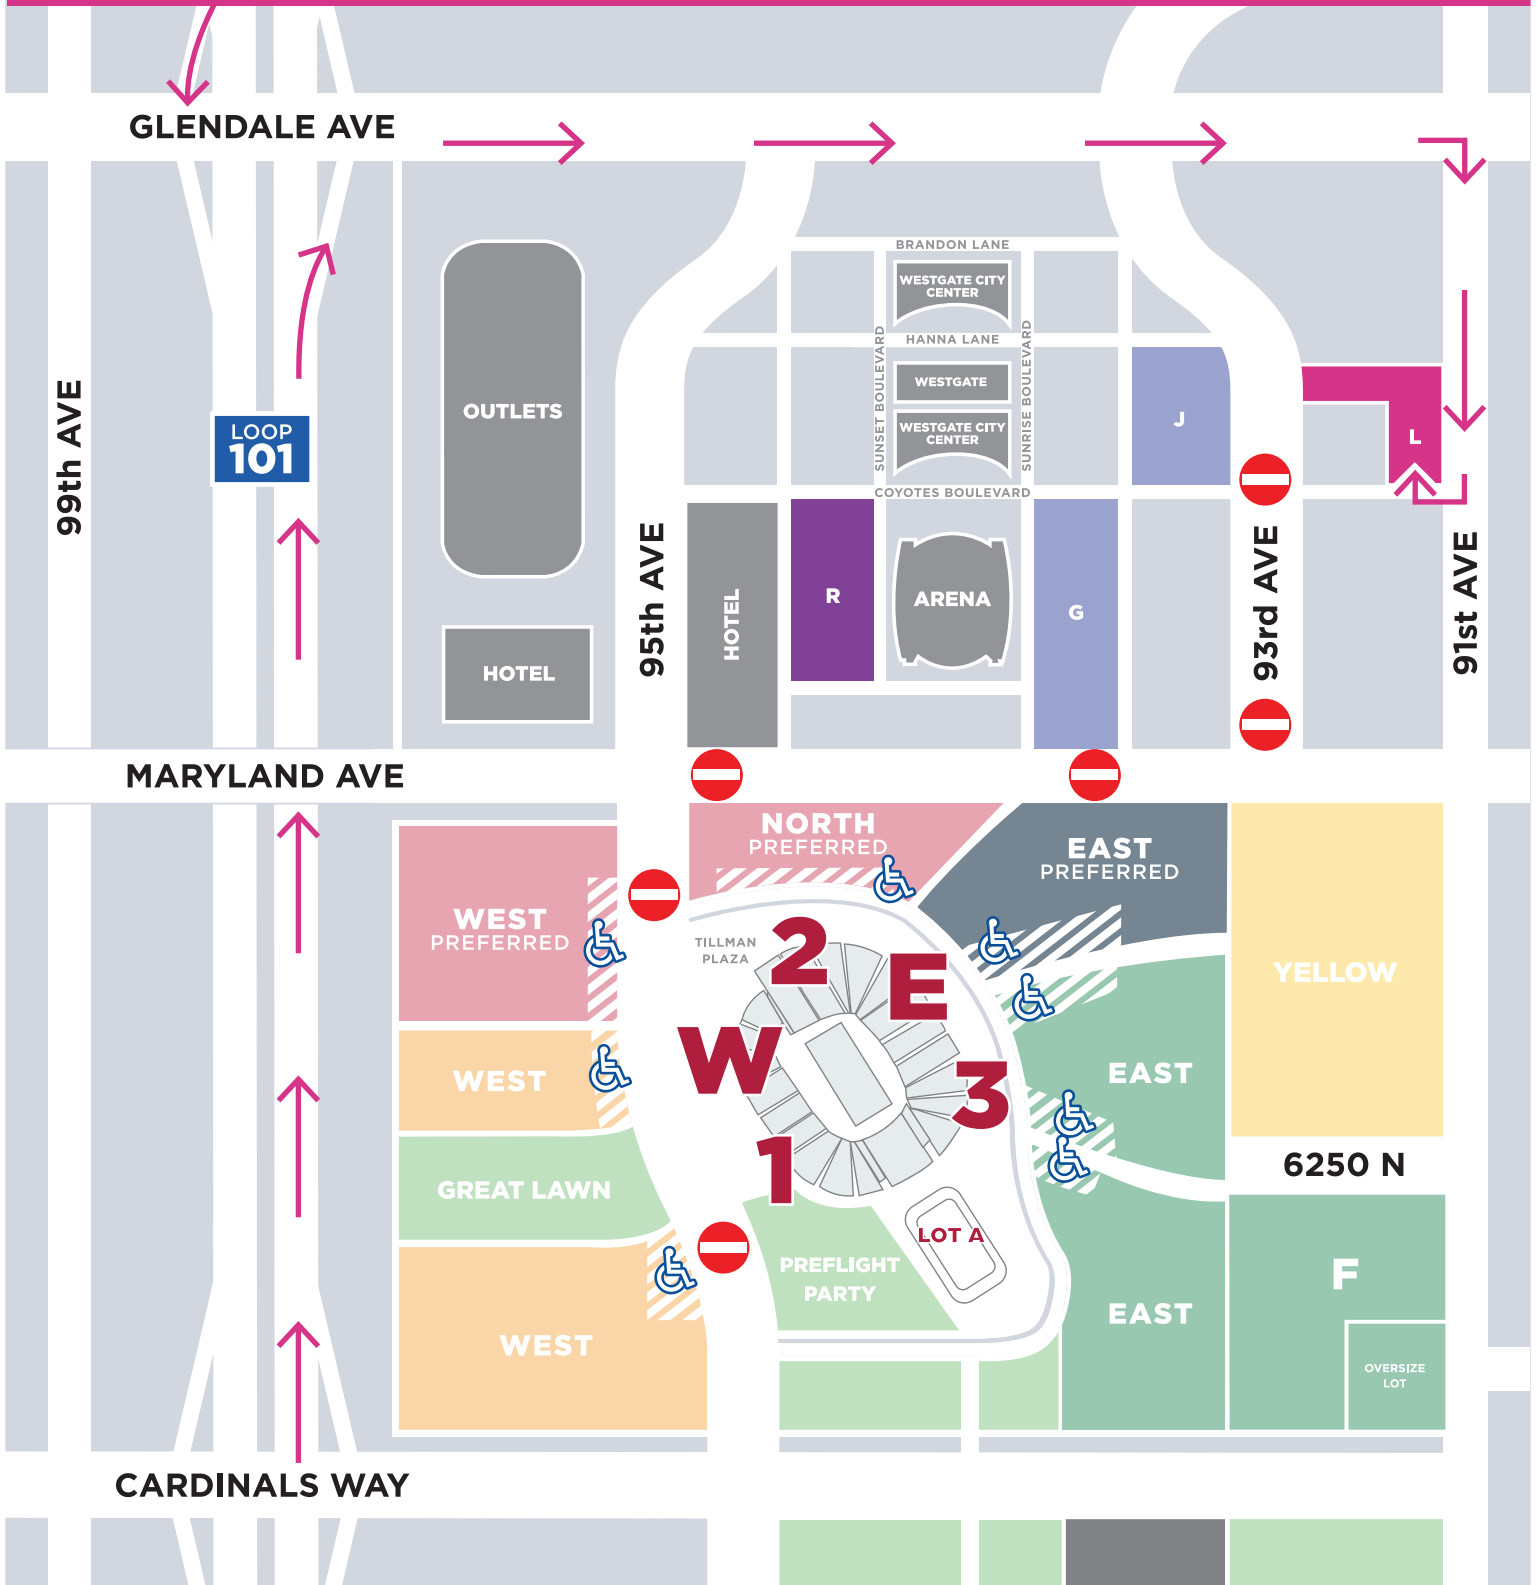 GLENDALE AVE
BRANDON LANE
WESTGATE CITY
CENTER
HANNA LANE
SUNSET BOULEVARD
SUNRISE BOULEVARD
WESTGATE
WESTGATE CITY
CENTER
COYOTES BOULEVARD
OUTLETS
LOOP
101
99th AVE
J
L
95th AVE
HOTEL
R
ARENA
G
93rd AVE
91st AVE
HOTEL
MARYLAND AVE
NORTH
PREFERRED
EAST
PREFERRED
WEST
PREFERRED
TILLMAN
PLAZA
2
E
YELLOW
W
3
WEST
EAST
1
6250 N
GREAT LAWN
LOT A
PREFLIGHT
PARTY
F
EAST
WEST
OVERSIZE
LOT
CARDINALS WAY